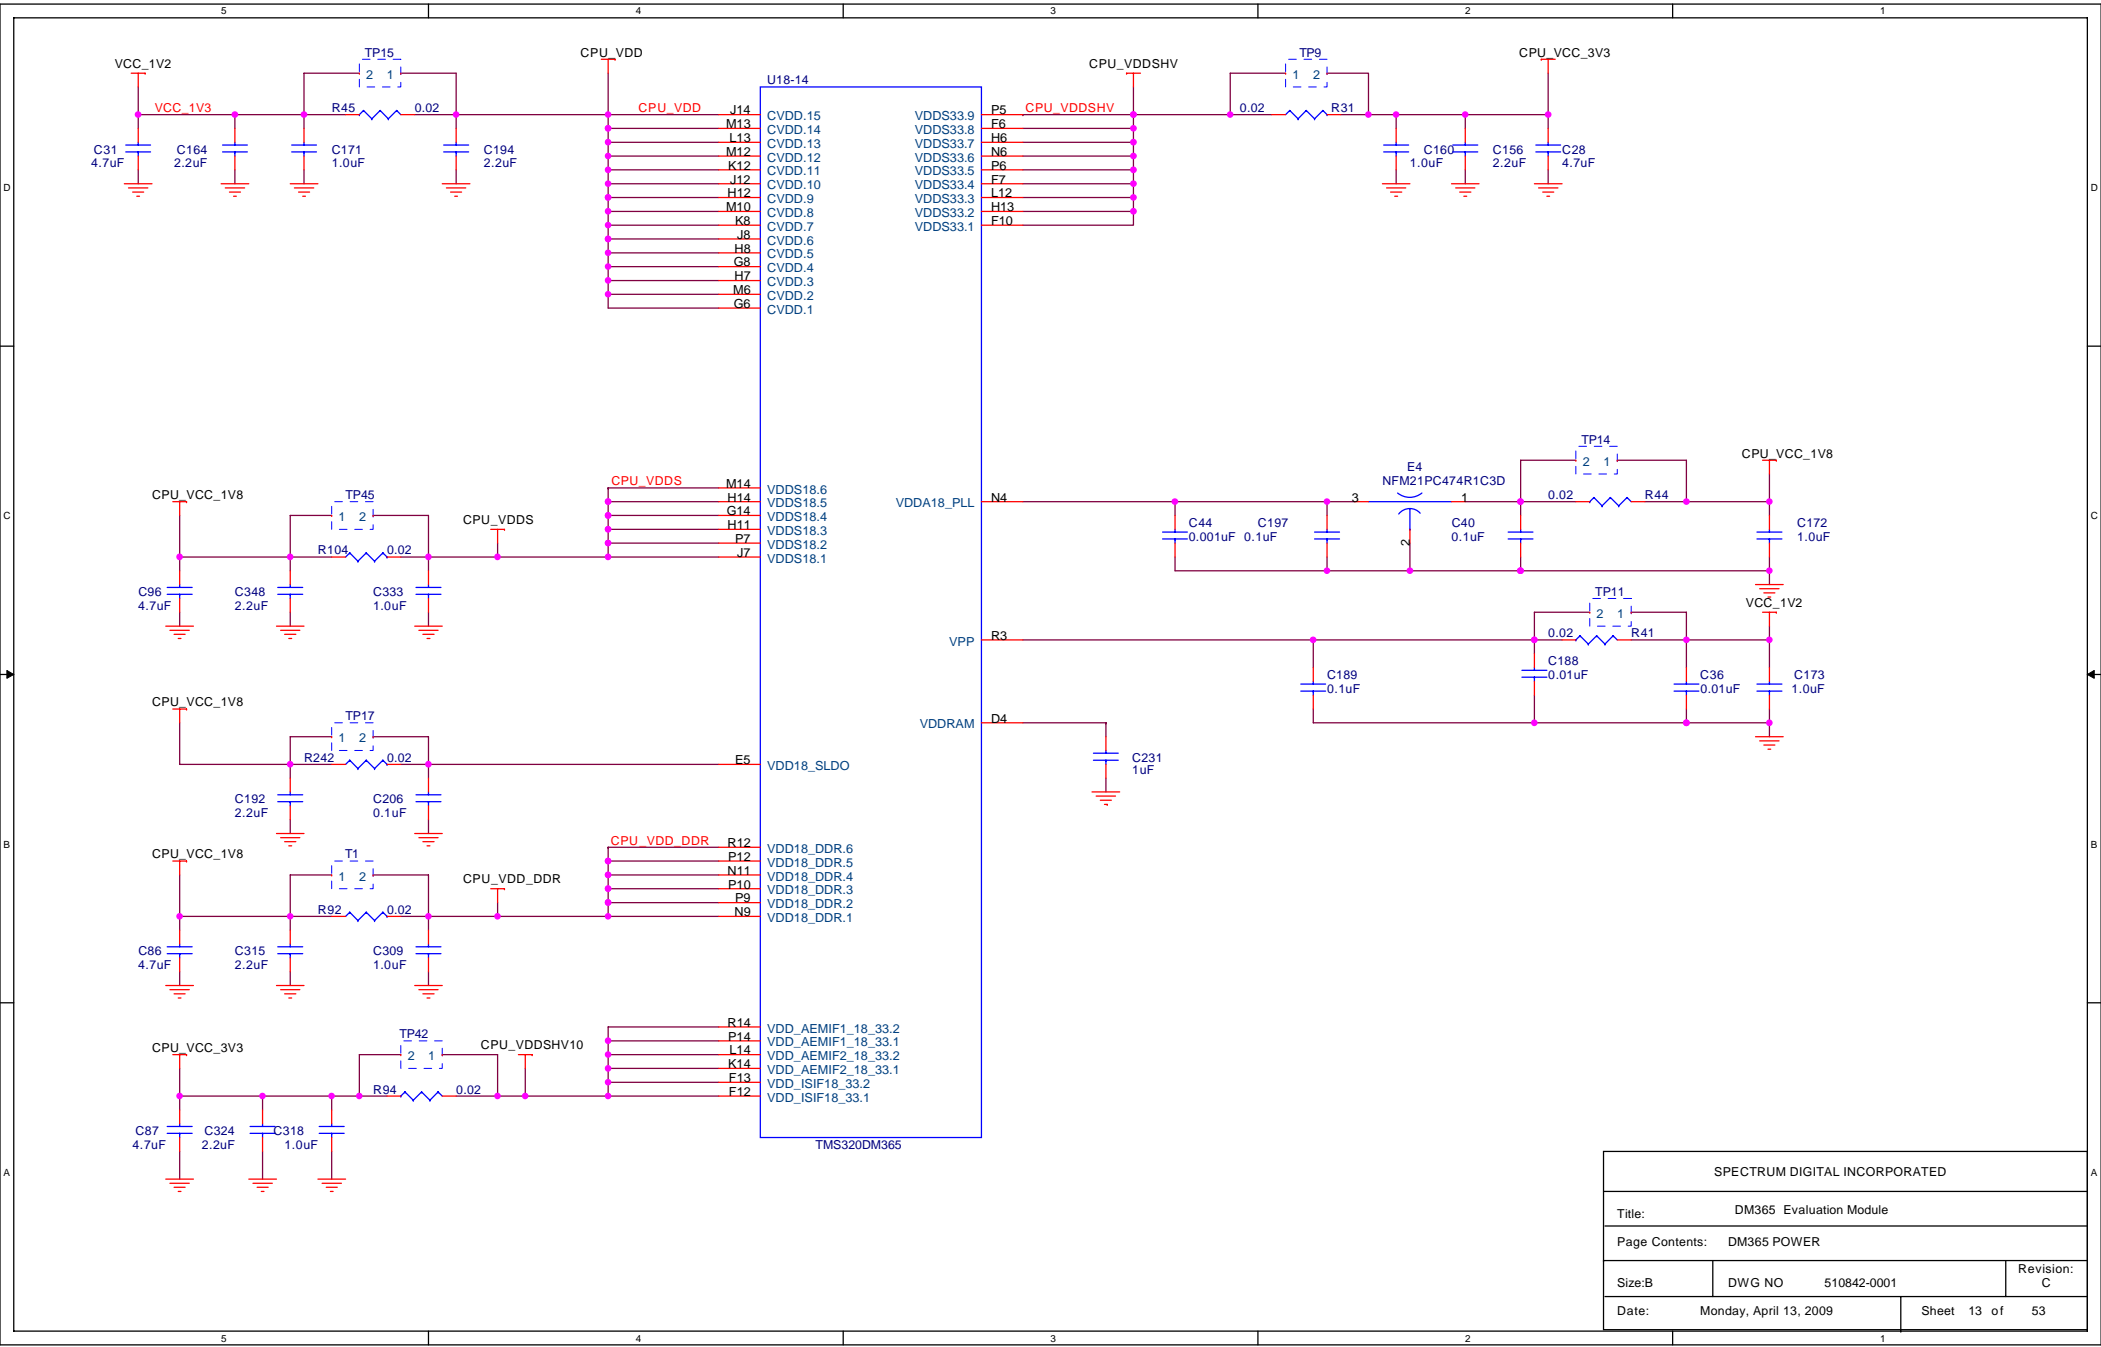 5 4 3 2 1
D D
C C
B B
A A
VCC_1V2
TP15
2 1
CPU_VDD
VCC_1V3
R45 0.02
CPU_VDD
C31
4.7uF
C164
2.2uF
C171
1.0uF
C194
2.2uF
U18-14
J14 CVDD.15
M13 CVDD.14
L13 CVDD.13
M12 CVDD.12
K12 CVDD.11
J12 CVDD.10
H12 CVDD.9
M10 CVDD.8
K8 CVDD.7
J8 CVDD.6
H8 CVDD.5
G8 CVDD.4
H7 CVDD.3
M6 CVDD.2
G6 CVDD.1
CPU_VDDSHV
TP9
1 2
CPU_VCC_3V3
VDDS33.9 P5 CPU_VDDSHV
VDDS33.8 F6
VDDS33.7 H6
VDDS33.6 N6
VDDS33.5 P6
VDDS33.4 F7
VDDS33.3 L12
VDDS33.2 H13
VDDS33.1 F10
0.02 R31
C160
1.0uF
C156
2.2uF
C28
4.7uF
CPU_VCC_1V8
TP45
1 2
CPU_VDDS
R104 0.02
CPU_VDDS
C96
4.7uF
C348
2.2uF
C333
1.0uF
M14 VDDS18.6
H14 VDDS18.5
G14 VDDS18.4
H11 VDDS18.3
P7 VDDS18.2
J7 VDDS18.1
VDDA18_PLL N4
E4
NFM21PC474R1C3D
3 1
2
TP14
2 1
CPU_VCC_1V8
0.02 R44
C44
0.001uF
C197
0.1uF
C40
0.1uF
C172
1.0uF
VPP R3
TP11
2 1
VCC_1V2
0.02 R41
C189
0.1uF
C188
0.01uF
C36
0.01uF
C173
1.0uF
VDDRAM D4
C231
1uF
CPU_VCC_1V8
TP17
1 2
R242 0.02
E5 VDD18_SLDO
C192
2.2uF
C206
0.1uF
CPU_VCC_1V8
T1
1 2
CPU_VDD_DDR
R92 0.02
CPU_VDD_DDR
C86
4.7uF
C315
2.2uF
C309
1.0uF
R12 VDD18_DDR.6
P12 VDD18_DDR.5
N11 VDD18_DDR.4
P10 VDD18_DDR.3
P9 VDD18_DDR.2
N9 VDD18_DDR.1
CPU_VCC_3V3
TP42
2 1
CPU_VDDSHV10
R94 0.02
C87
4.7uF
C324
2.2uF
C318
1.0uF
R14 VDD_AEMIF1_18_33.2
P14 VDD_AEMIF1_18_33.1
L14 VDD_AEMIF2_18_33.2
K14 VDD_AEMIF2_18_33.1
F13 VDD_ISIF18_33.2
F12 VDD_ISIF18_33.1
TMS320DM365
SPECTRUM DIGITAL INCORPORATED
Title: DM365 Evaluation Module
Page Contents: DM365 POWER
Size:B DWG NO 510842-0001 Revision: C
Date: Monday, April 13, 2009 Sheet 13 of 53
5 4 3 2 1